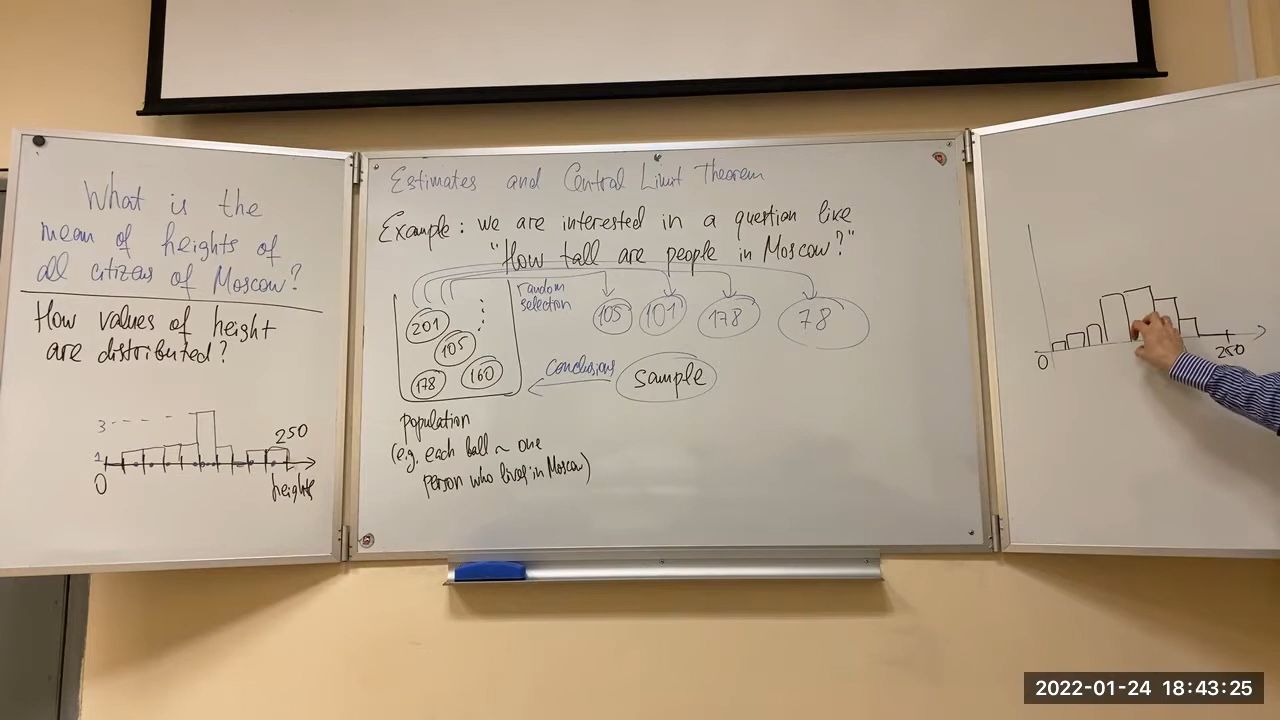 What is the
mean of heights of
all citizens of Moscow?
How values of height
are distributed?
3
250
1
0
heights
Estimates and Central Limit Theorem
Example: we are interested in a question like
"How tall are people in Moscow?"
random
selection
201
105
178
160
105
101
178
78
conclusions
sample
population
(e.g. each ball ~ one
person who lives in Moscow)
0
250
2022-01-24 18:43:25